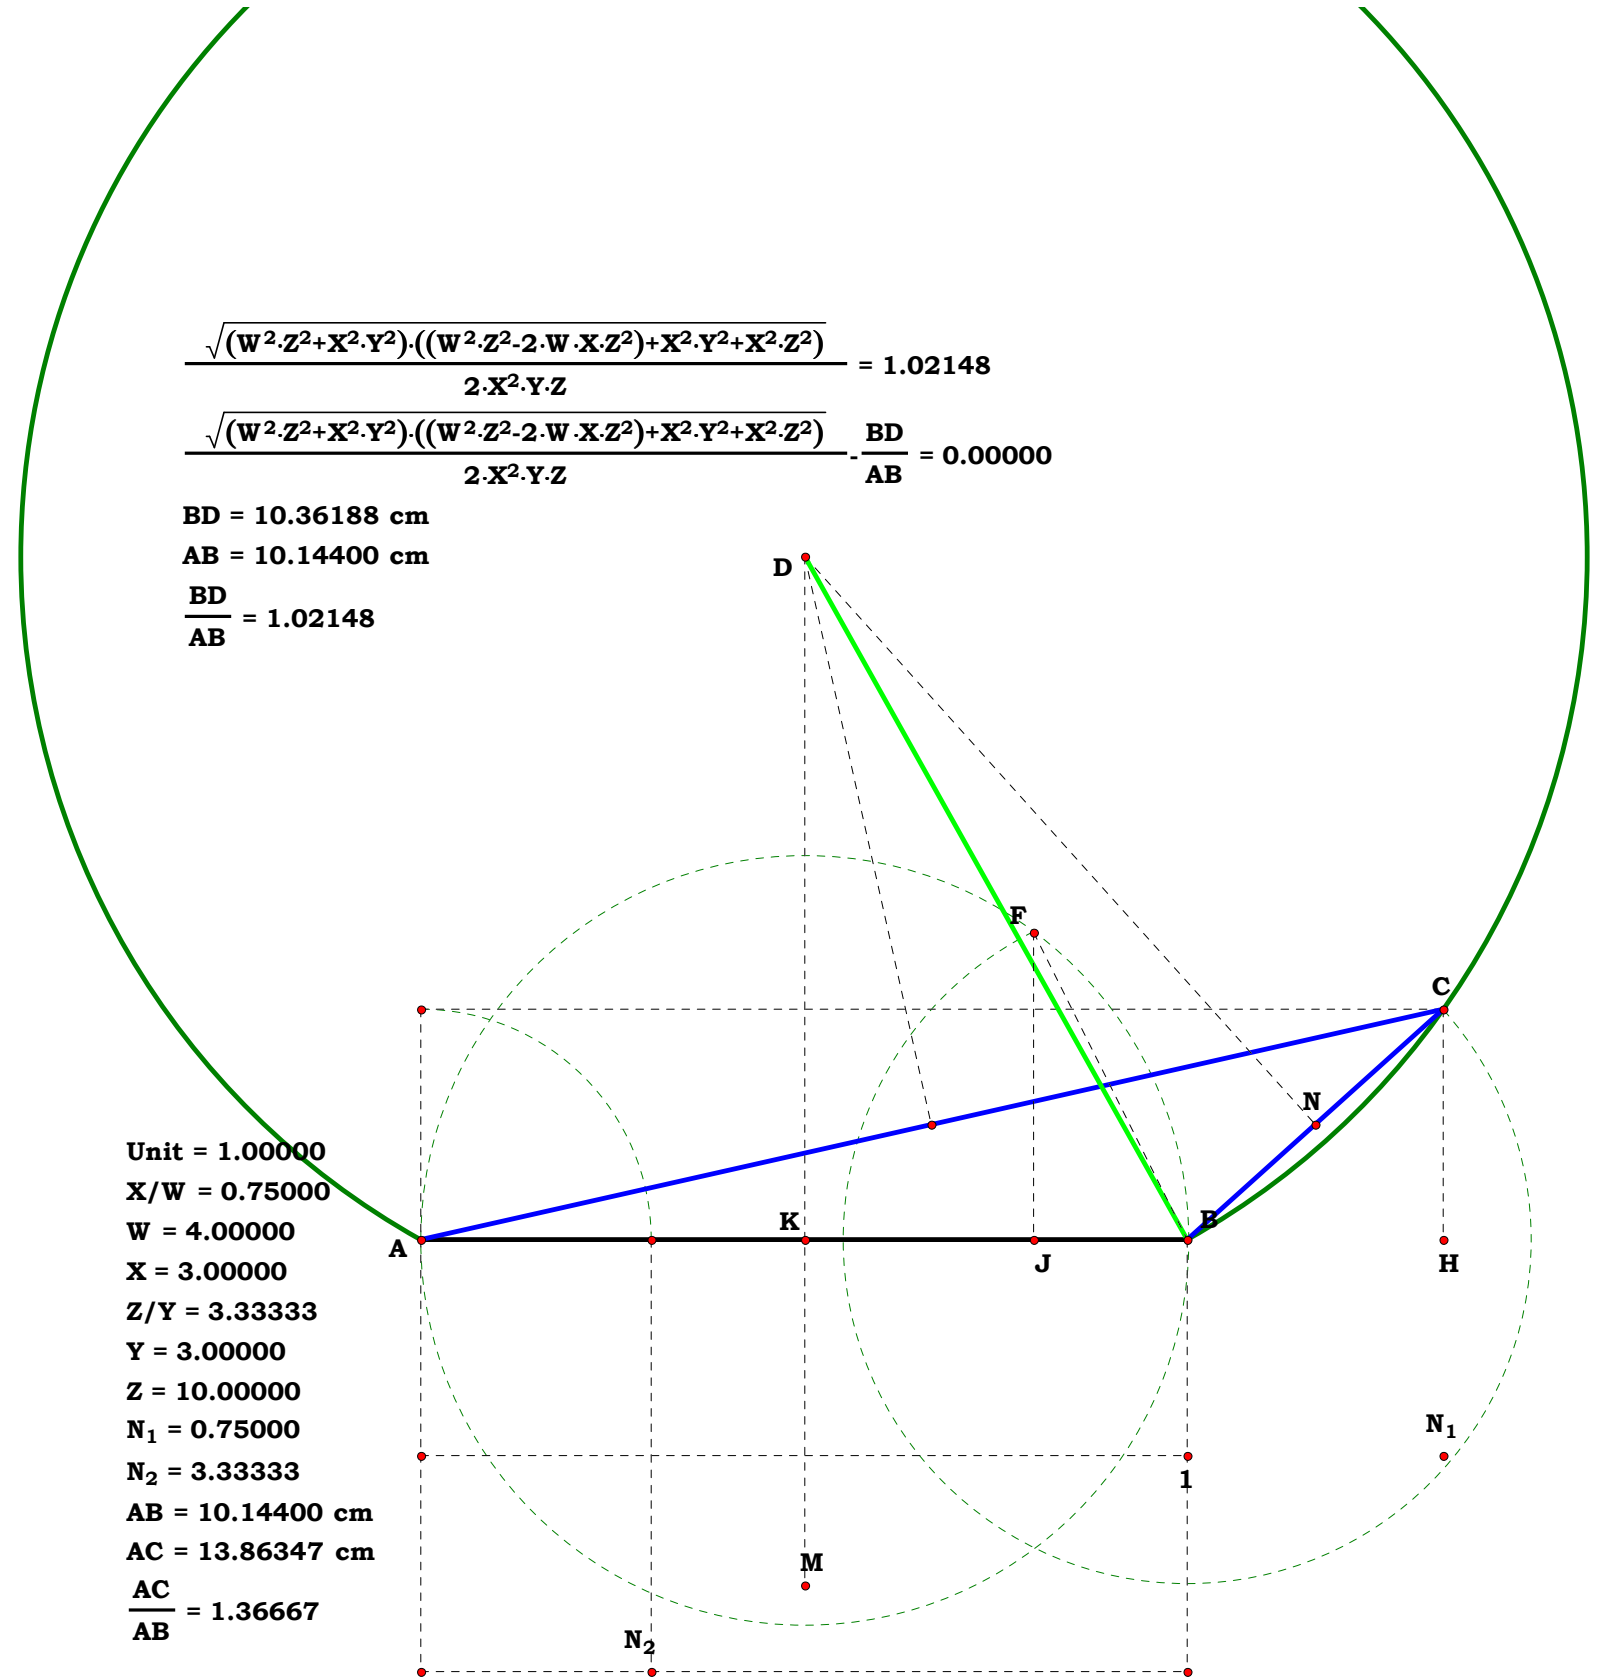 √(W²·Z²+X²·Y²)·((W²·Z²-2·W·X·Z²)+X²·Y²+X²·Z²)
2·X²·Y·Z
= 1.02148
√(W²·Z²+X²·Y²)·((W²·Z²-2·W·X·Z²)+X²·Y²+X²·Z²)
2·X²·Y·Z
-
BD
AB
= 0.00000
BD = 10.36188 cm
AB = 10.14400 cm
BD
AB
= 1.02148
D
F
C
N
Unit = 1.00000
X/W = 0.75000
W = 4.00000
X = 3.00000
Z/Y = 3.33333
Y = 3.00000
Z = 10.00000
N₁ = 0.75000
N₂ = 3.33333
AB = 10.14400 cm
AC = 13.86347 cm
AC
AB
= 1.36667
A
K
B
J
H
N₁
1
M
N₂